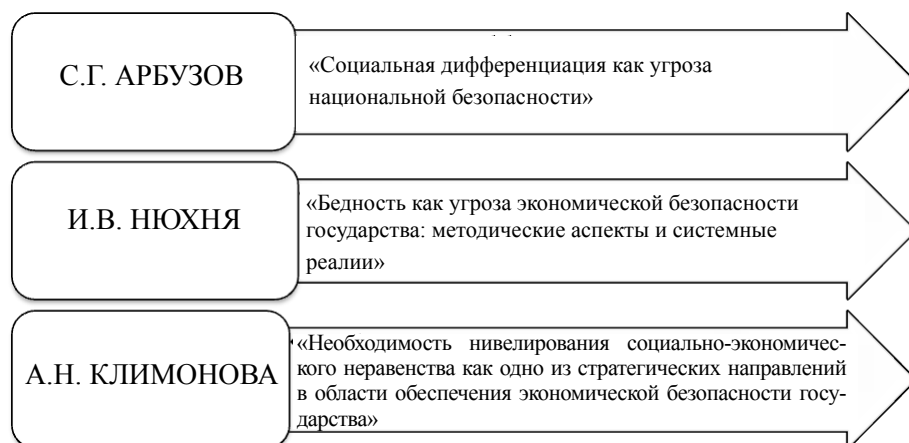 С.Г. АРБУЗОВ
«Социальная дифференциация как угроза
национальной безопасности»
И.В. НЮХНЯ
«Бедность как угроза экономической безопасности
государства: методические аспекты и системные
реалии»
А.Н. КЛИМОНОВА
«Необходимость нивелирования социально-экономичес-
кого неравенства как одно из стратегических направлений
в области обеспечения экономической безопасности госу-
дарства»